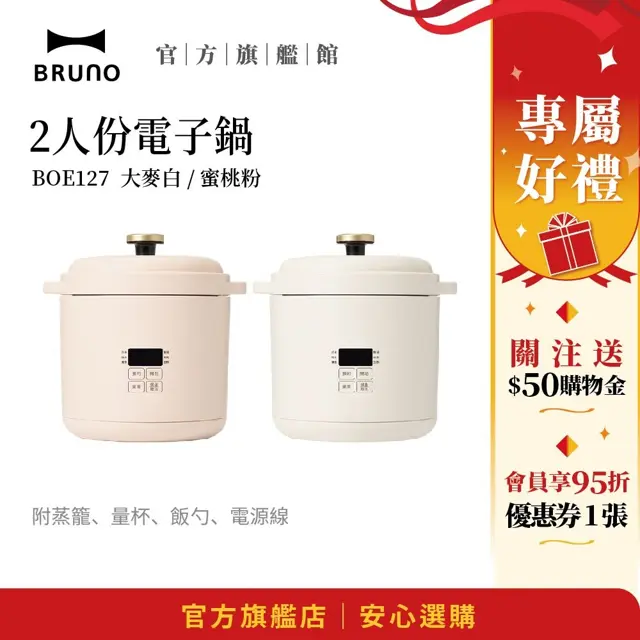 BRUNO
官方旗艦館
2人份電子鍋
BOE127 大麥白 / 蜜桃粉
附蒸籠、量杯、飯勺、電源線
專屬
好禮
關注送
$50購物金
會員享95折
優惠券1張
官方旗艦店｜安心選購